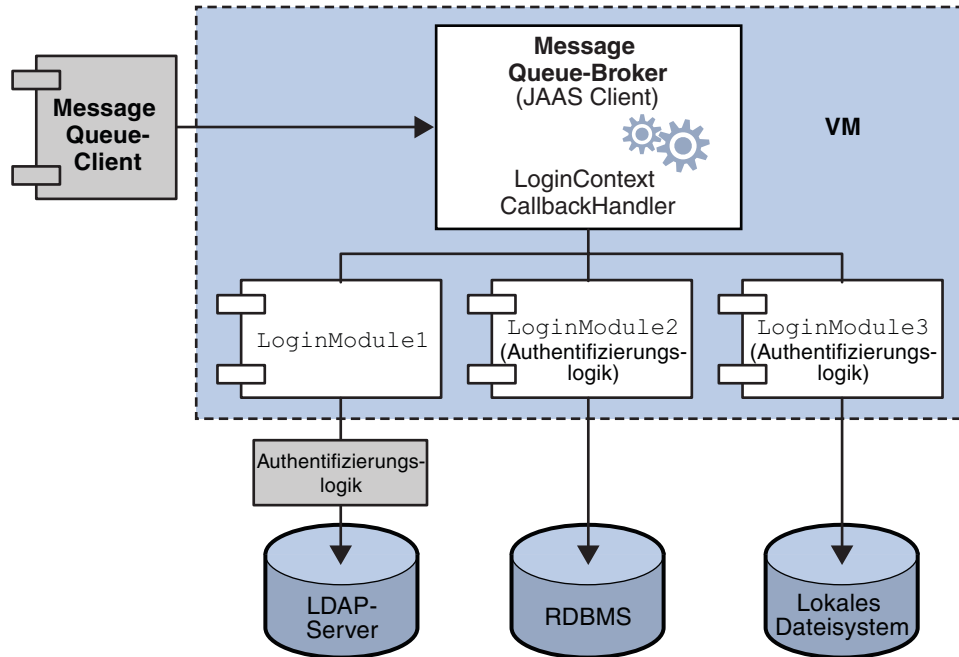 Message
Queue-Broker
(JAAS Client)
LoginContext
CallbackHandler
VM
Message
Queue-
Client
LoginModule1
LoginModule2
(Authentifizierungs-
logik)
LoginModule3
(Authentifizierungs-
logik)
Authentifizierungs-
logik
LDAP-
Server
RDBMS
Lokales
Dateisystem